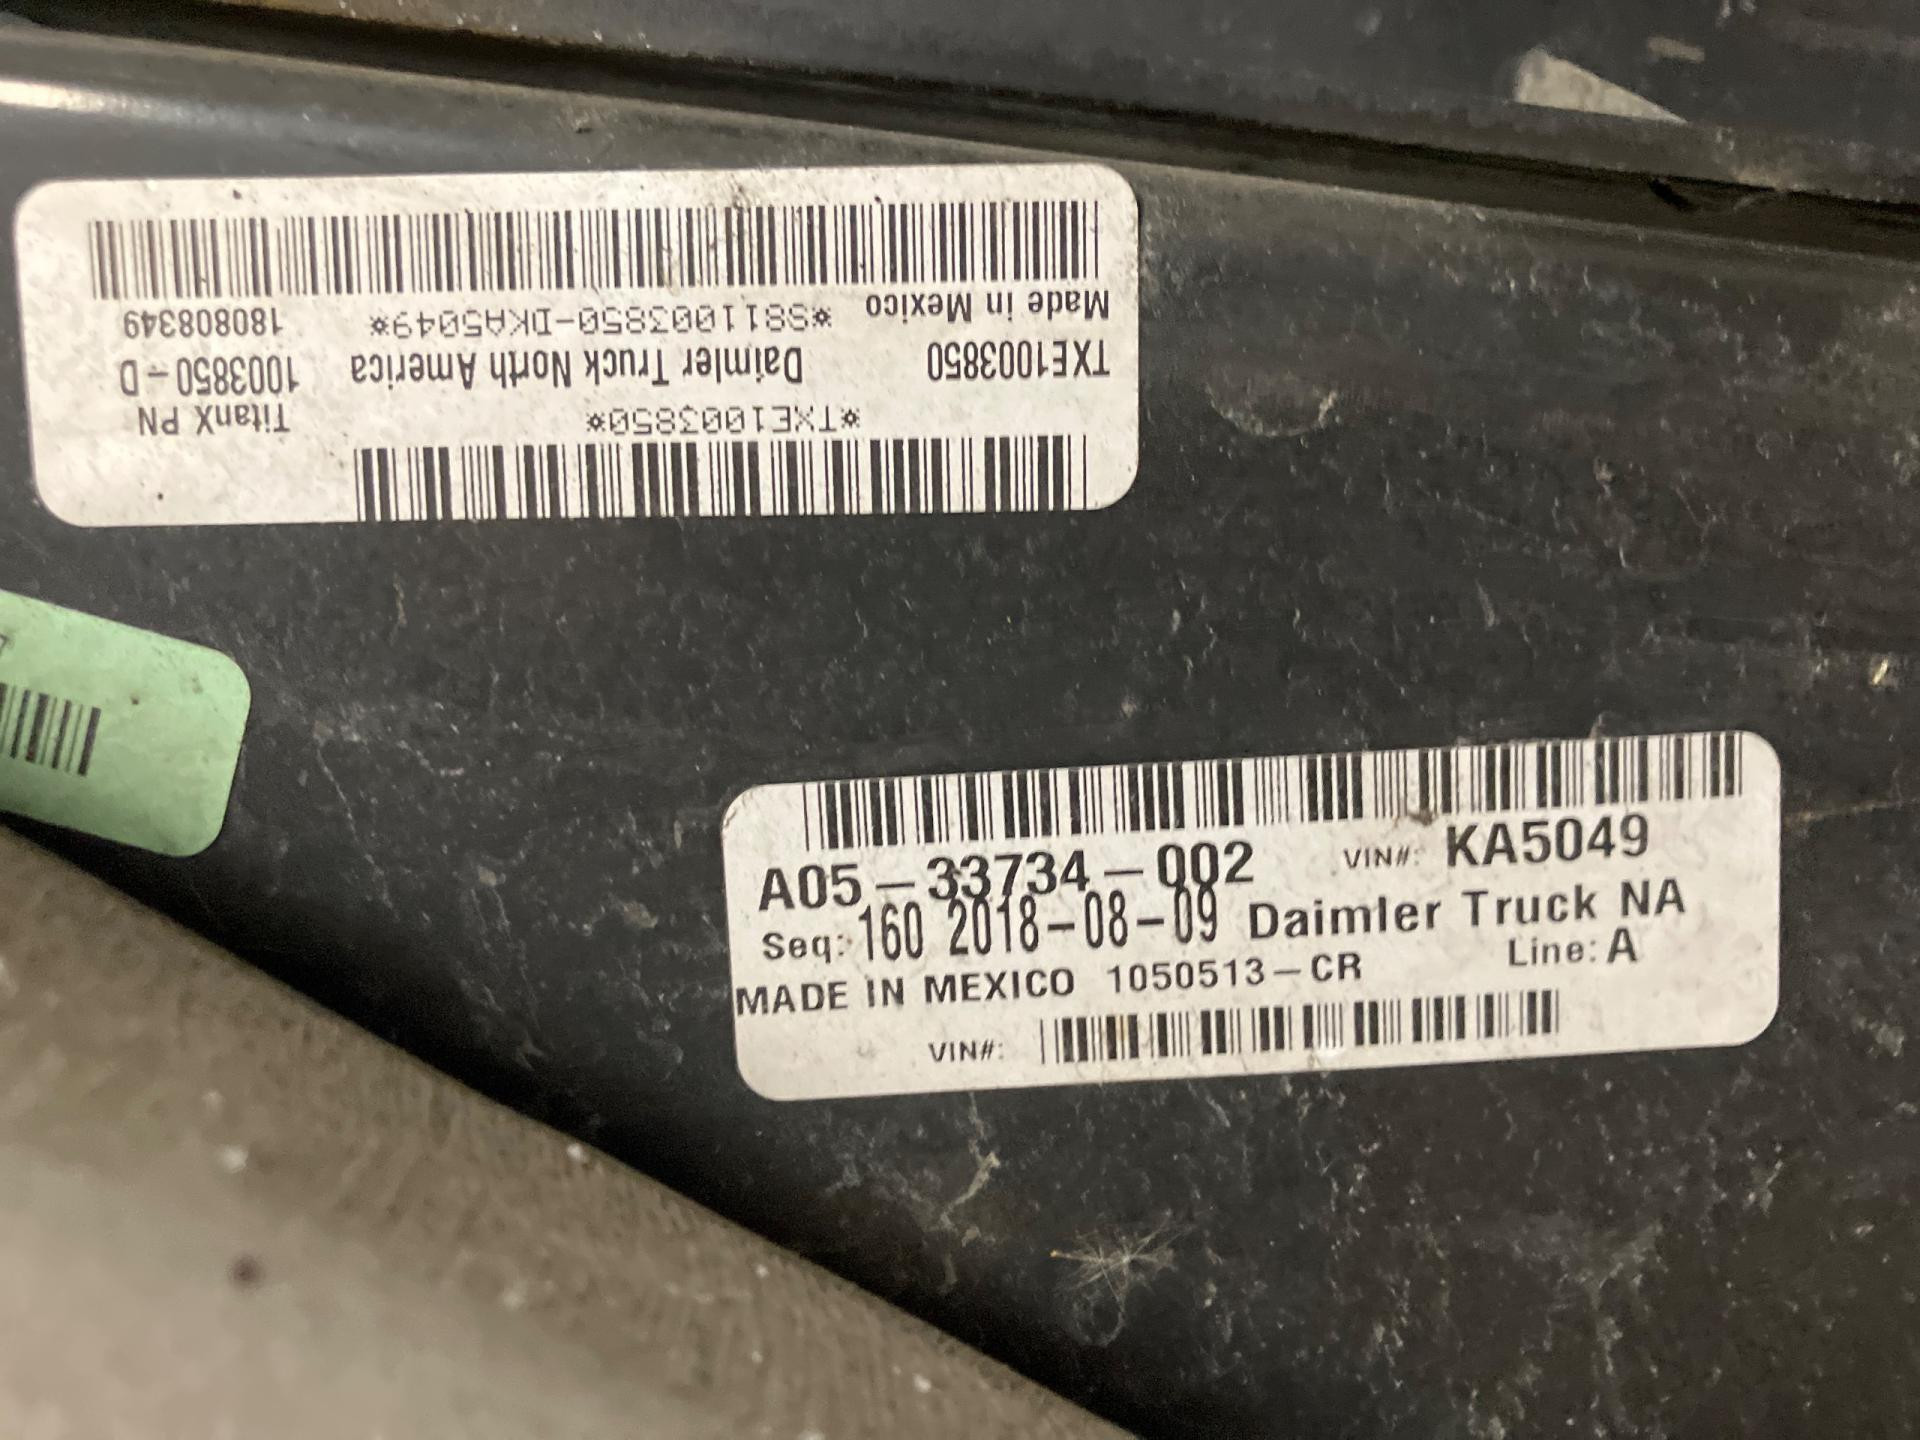 *TXE1003850*
TitanX PN
TXE1003850 Daimler Truck North America 1003850-D
Made in Mexico *S811003850-DKA5049* 18080849
A05-33734-002 VIN#: KA5049
Seq: 160 2018-08-09 Daimler Truck NA
MADE IN MEXICO 1050513-CR Line: A
VIN#: